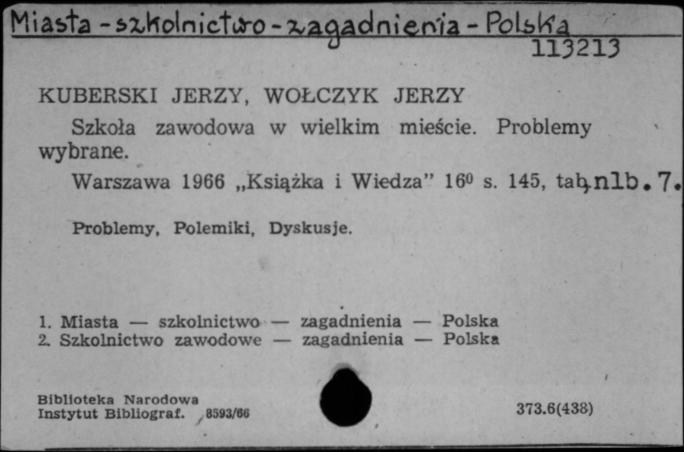 Miasta - szkolnictwo - zagadnienia - Polska
113213
KUBERSKI JERZY, WOŁCZYK JERZY
Szkoła zawodowa w wielkim mieście. Problemy
wybrane.
Warszawa 1966 „Książka i Wiedza” 16⁰ s. 145, tab, nlb. 7.
Problemy, Polemiki, Dyskusje.
1. Miasta — szkolnictwo — zagadnienia — Polska
2. Szkolnictwo zawodowe — zagadnienia — Polska
Biblioteka Narodowa
Instytut Bibliograf. 8593/66
373.6(438)